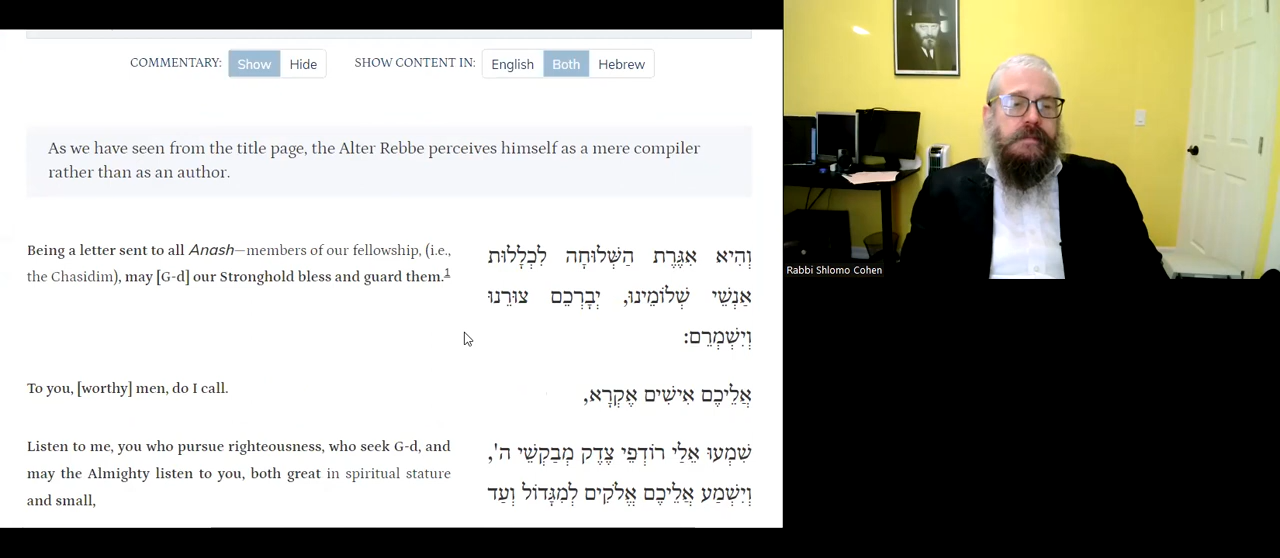 COMMENTARY: Show Hide SHOW CONTENT IN: English Both Hebrew
As we have seen from the title page, the Alter Rebbe perceives himself as a mere compiler
rather than as an author.
Being a letter sent to all Anash—members of our fellowship, (i.e.,
the Chasidim), may [G-d] our Stronghold bless and guard them.1
וְהִיא אִגֶּרֶת הַשְּׁלוּחָה לִכְלָלוּת
אַנְשֵׁי שְׁלוֹמֵינוּ, יְבָרְכֵם צוּרֵנוּ
וְיִשְׁמְרֵם:
To you, [worthy] men, do I call.
אֲלֵיכֶם אִישִׁים אֶקְרָא,
Listen to me, you who pursue righteousness, who seek G-d, and
may the Almighty listen to you, both great in spiritual stature
and small,
שִׁמְעוּ אֵלַי רוֹדְפֵי צֶדֶק מְבַקְשֵׁי ה',
וְיִשְׁמַע אֲלֵיכֶם אֱלֹקִים לְמִגָּדוֹל וְעַד
Rabbi Shlomo Cohen